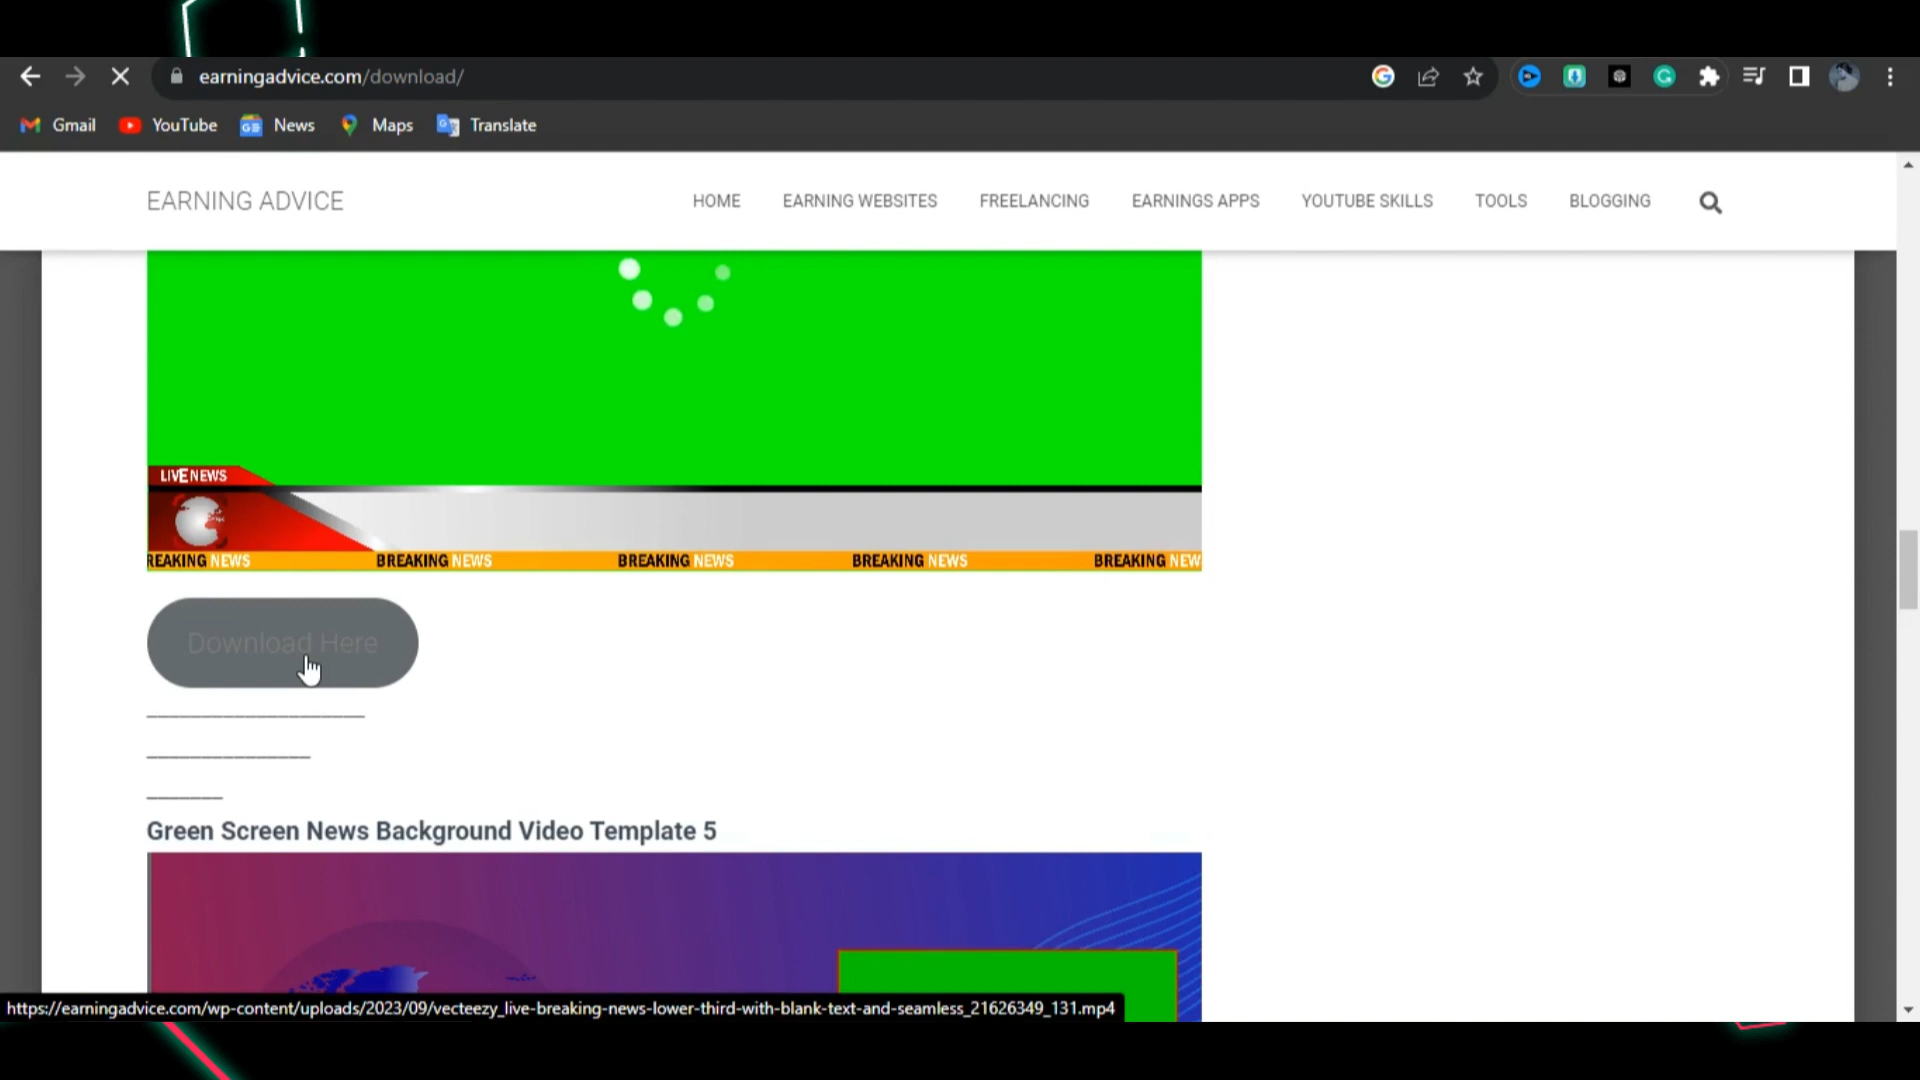 earningadvice.com/download/
Gmail YouTube News Maps Translate
EARNING ADVICE HOME EARNING WEBSITES FREELANCING EARNINGS APPS YOUTUBE SKILLS TOOLS BLOGGING
LIVE NEWS
REAKING NEWS BREAKING NEWS BREAKING NEWS BREAKING NEWS BREAKING NEW
Download Here
Green Screen News Background Video Template 5
https://earningadvice.com/wp-content/uploads/2023/09/vecteezy_live-breaking-news-lower-third-with-blank-text-and-seamless_21626349_131.mp4